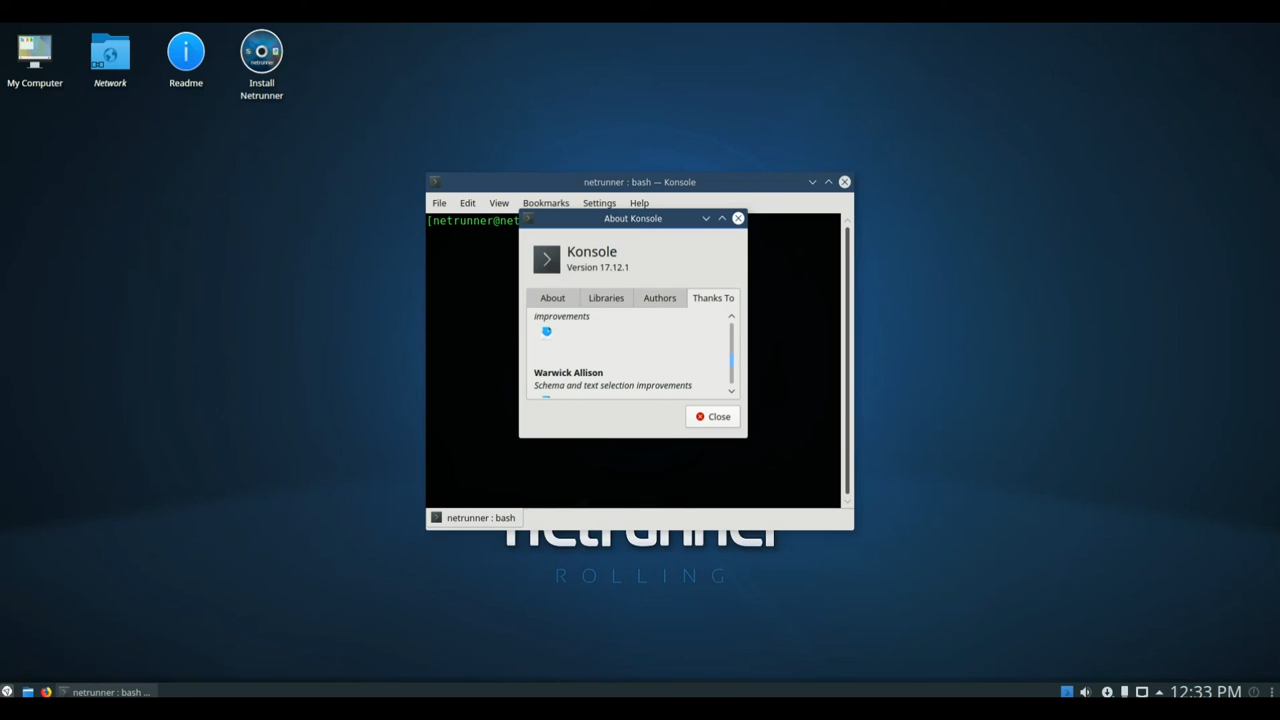 My Computer
Network
Readme
Install
Netrunner
netrunner : bash — Konsole
File Edit View Bookmarks Settings Help
[netrunner@net
About Konsole
Konsole
Version 17.12.1
About Libraries Authors Thanks To
improvements
Warwick Allison
Schema and text selection improvements
Close
netrunner : bash
netrunner
ROLLING
netrunner : bash ...
12:33 PM